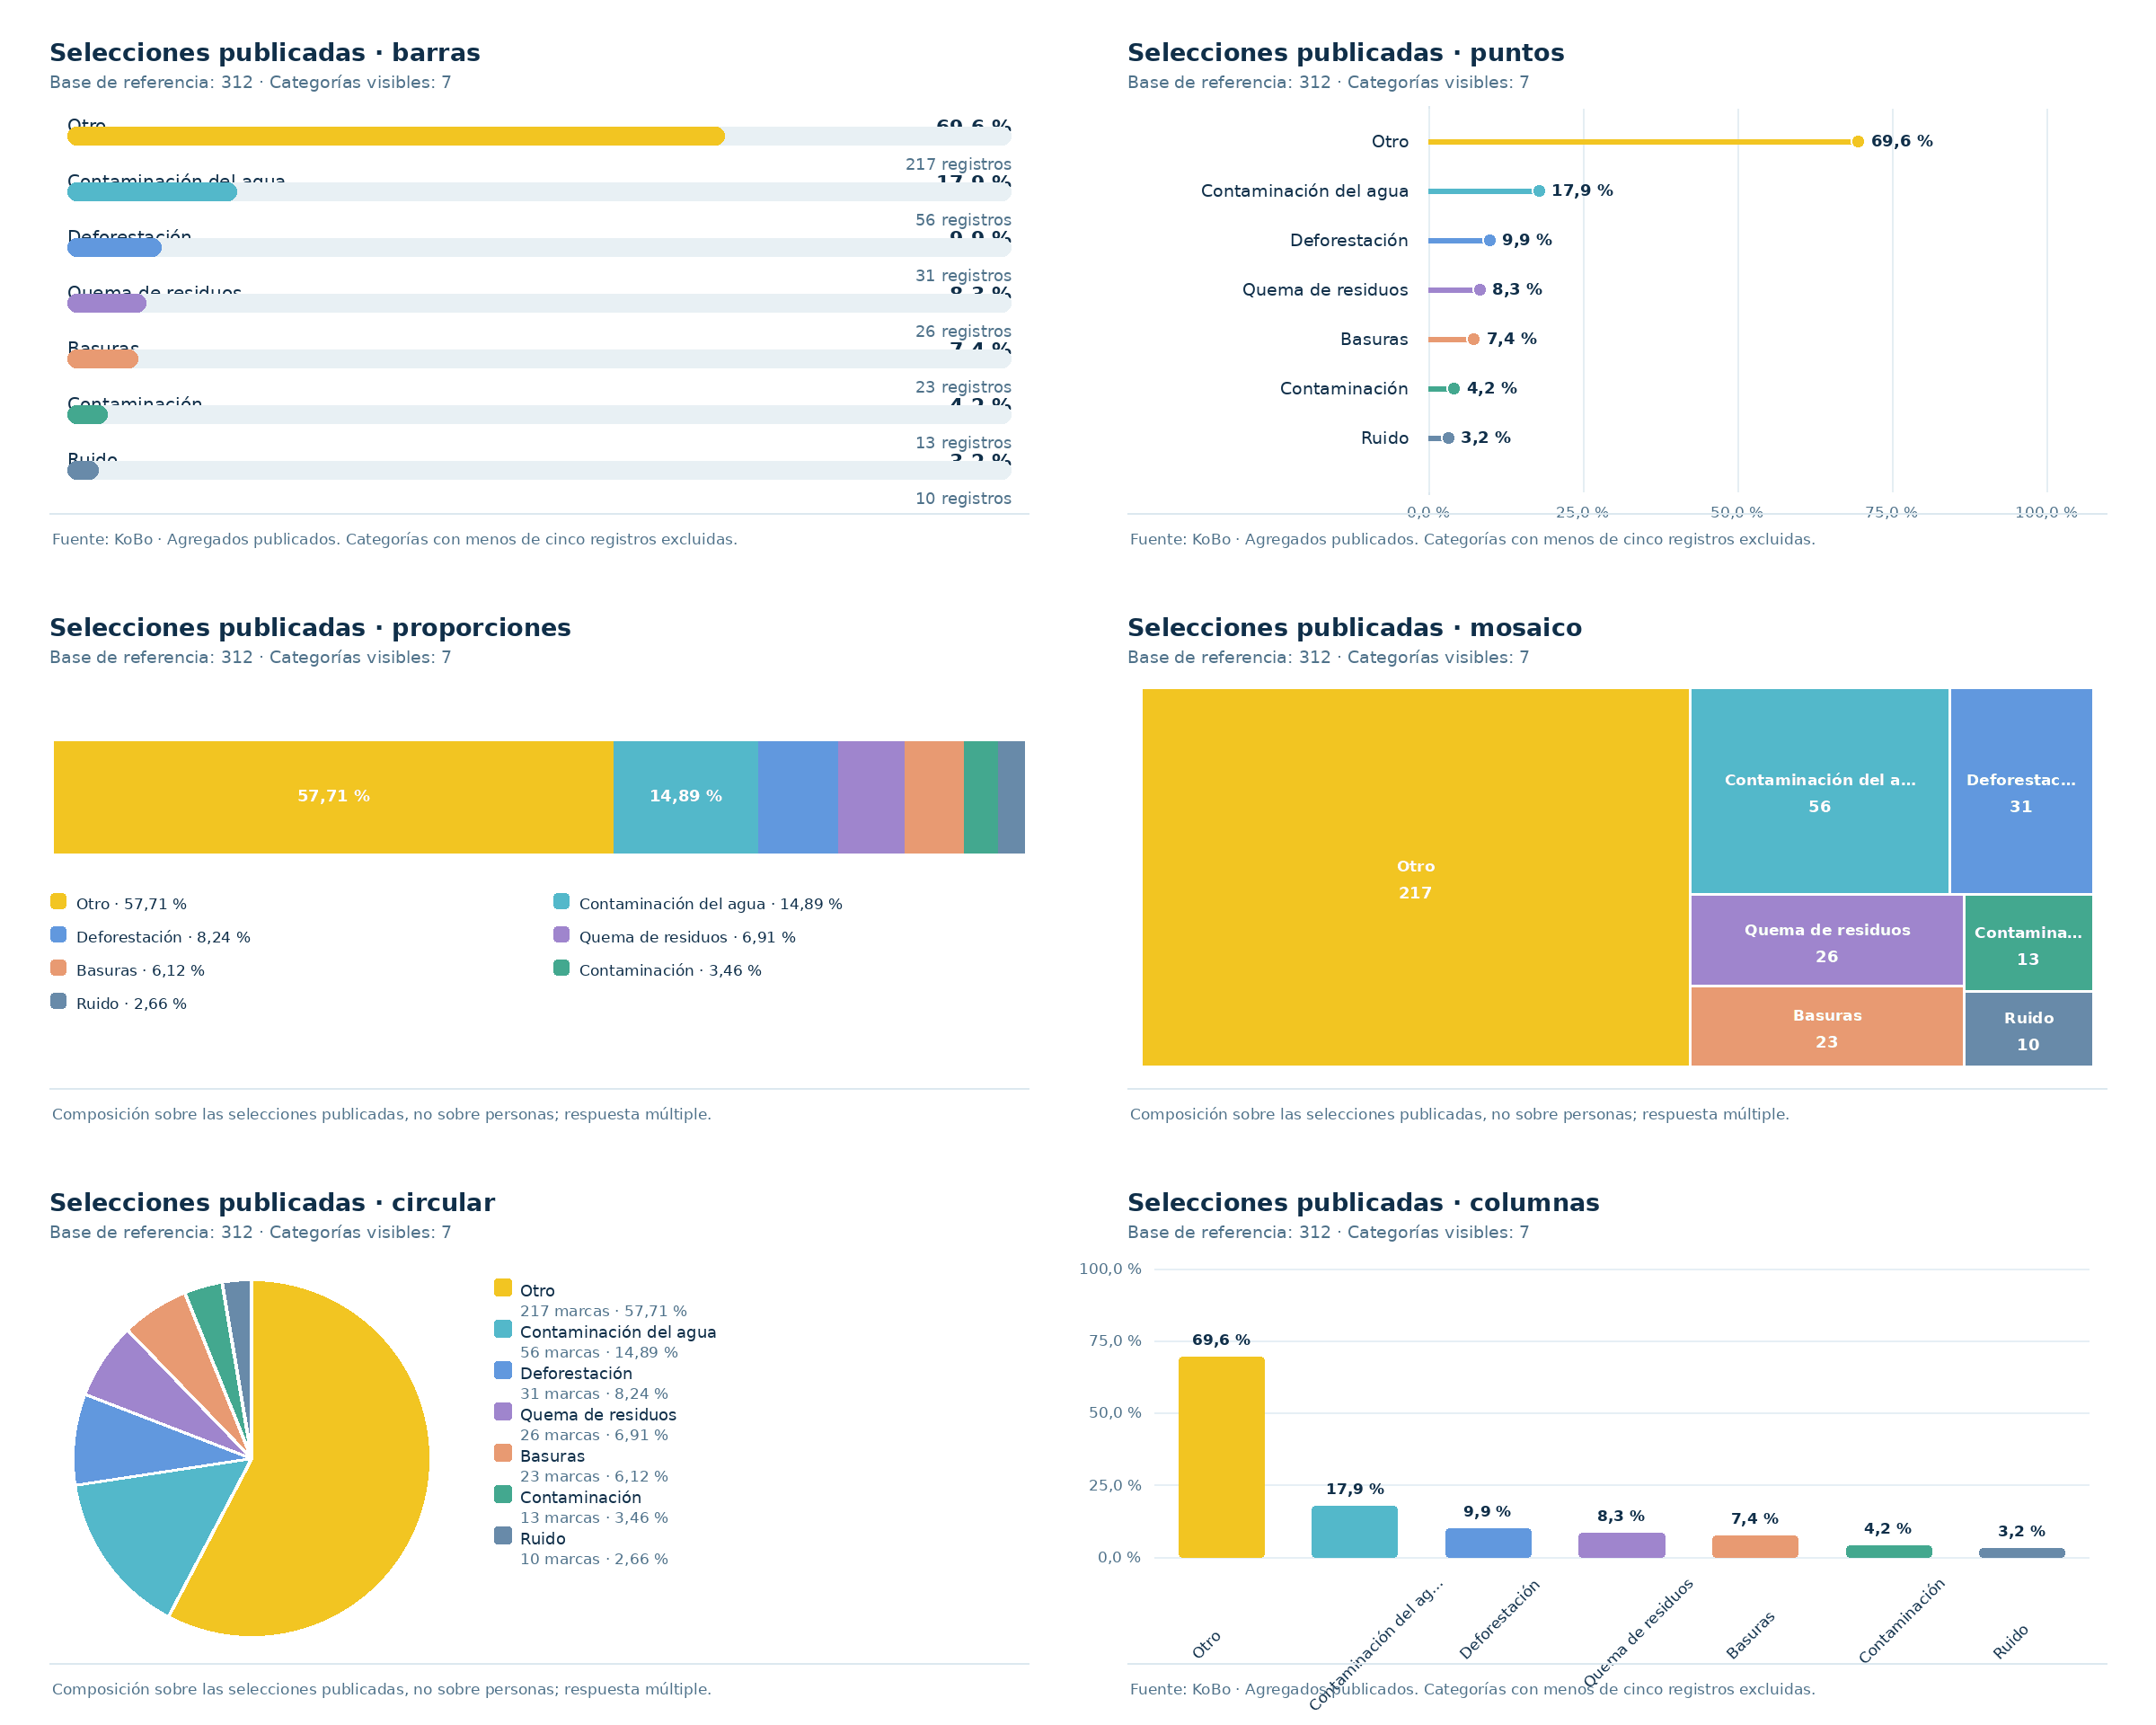 Selecciones publicadas · barras
Base de referencia: 312 · Categorías visibles: 7
Otro 69,6 %
217 registros
Contaminación del agua 17,9 %
56 registros
Deforestación 9,9 %
31 registros
Quema de residuos 8,3 %
26 registros
Basuras 7,4 %
23 registros
Contaminación 4,2 %
13 registros
Ruido 3,2 %
10 registros
Fuente: KoBo · Agregados publicados. Categorías con menos de cinco registros excluidas.
Selecciones publicadas · puntos
Base de referencia: 312 · Categorías visibles: 7
Otro 69,6 %
Contaminación del agua 17,9 %
Deforestación 9,9 %
Quema de residuos 8,3 %
Basuras 7,4 %
Contaminación 4,2 %
Ruido 3,2 %
0,0 % 25,0 % 50,0 % 75,0 % 100,0 %
Fuente: KoBo · Agregados publicados. Categorías con menos de cinco registros excluidas.
Selecciones publicadas · proporciones
Base de referencia: 312 · Categorías visibles: 7
57,71 % 14,89 %
Otro · 57,71 % Contaminación del agua · 14,89 %
Deforestación · 8,24 % Quema de residuos · 6,91 %
Basuras · 6,12 % Contaminación · 3,46 %
Ruido · 2,66 %
Composición sobre las selecciones publicadas, no sobre personas; respuesta múltiple.
Selecciones publicadas · mosaico
Base de referencia: 312 · Categorías visibles: 7
Otro
217
Contaminación del a...
56
Deforestac...
31
Quema de residuos
26
Contamina...
13
Basuras
23
Ruido
10
Composición sobre las selecciones publicadas, no sobre personas; respuesta múltiple.
Selecciones publicadas · circular
Base de referencia: 312 · Categorías visibles: 7
Otro
217 marcas · 57,71 %
Contaminación del agua
56 marcas · 14,89 %
Deforestación
31 marcas · 8,24 %
Quema de residuos
26 marcas · 6,91 %
Basuras
23 marcas · 6,12 %
Contaminación
13 marcas · 3,46 %
Ruido
10 marcas · 2,66 %
Composición sobre las selecciones publicadas, no sobre personas; respuesta múltiple.
Selecciones publicadas · columnas
Base de referencia: 312 · Categorías visibles: 7
100,0 %
75,0 %
50,0 %
25,0 %
0,0 %
69,6 %
17,9 %
9,9 %
8,3 %
7,4 %
4,2 %
3,2 %
Otro
Contaminación del ag...
Deforestación
Quema de residuos
Basuras
Contaminación
Ruido
Fuente: KoBo · Agregados publicados. Categorías con menos de cinco registros excluidas.